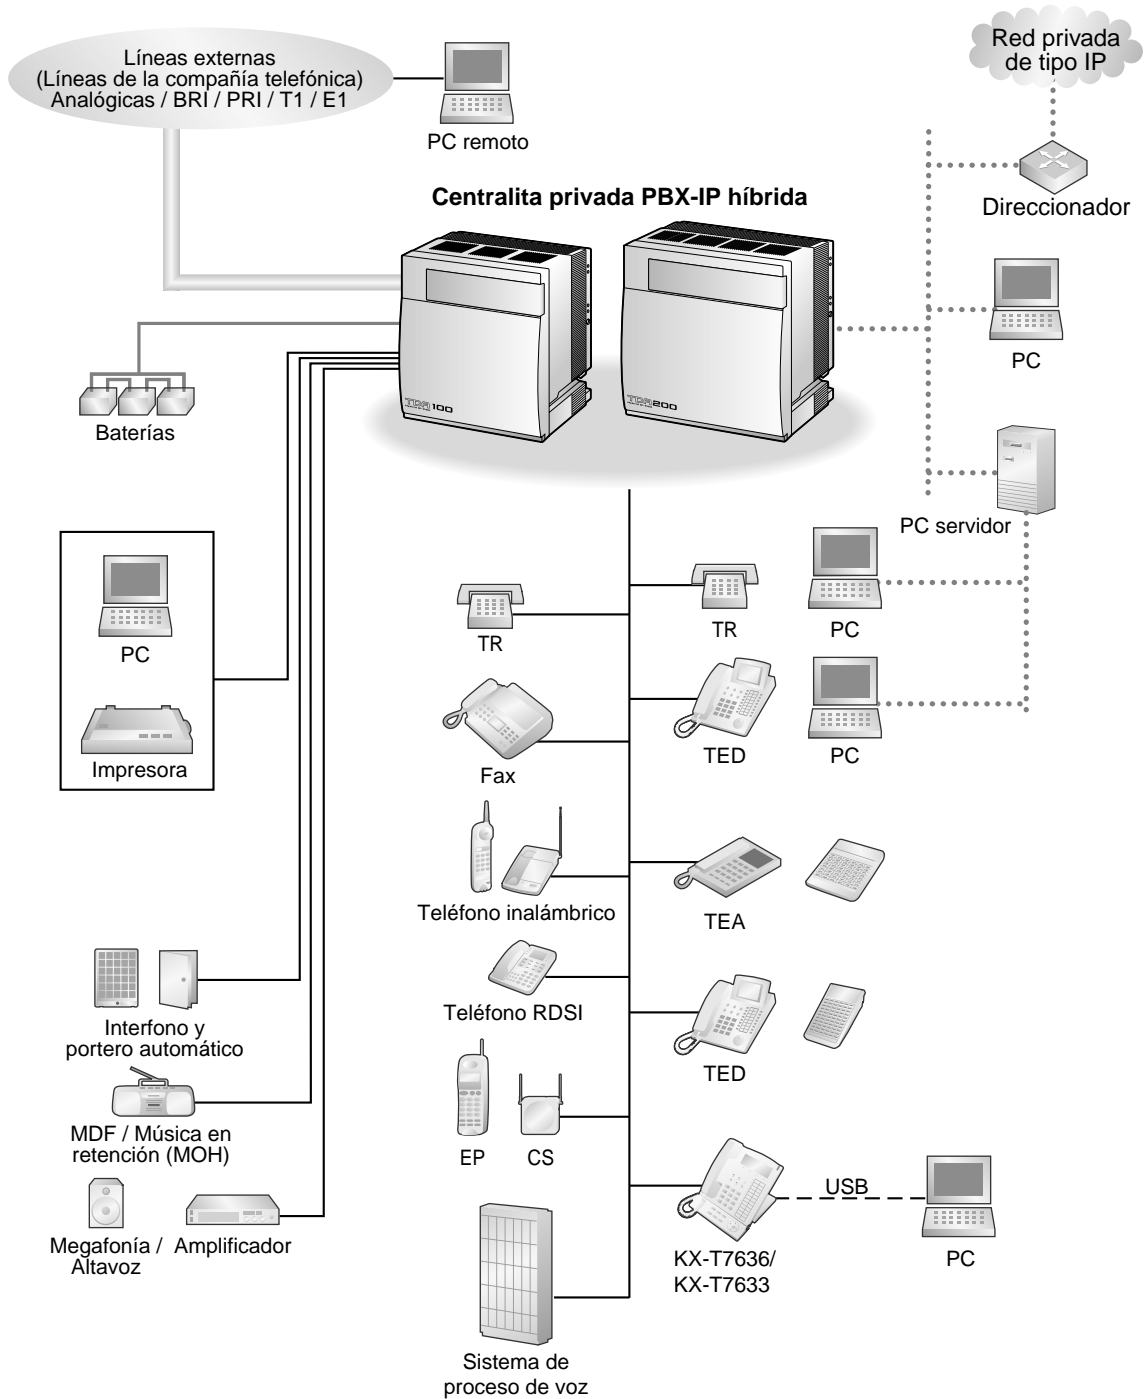 Líneas externas
(Líneas de la compañía telefónica)
Analógicas / BRI / PRI / T1 / E1
PC remoto
Red privada
de tipo IP
Direccionador
Centralita privada PBX-IP híbrida
TDA100
TDA200
PC
Baterías
PC servidor
PC
Impresora
TR
TR
PC
Fax
TED
PC
Teléfono inalámbrico
TEA
Interfono y
portero automático
Teléfono RDSI
TED
MDF / Música en
retención (MOH)
EP
CS
Megafonía /
Altavoz
Amplificador
KX-T7636/
KX-T7633
USB
PC
Sistema de
proceso de voz